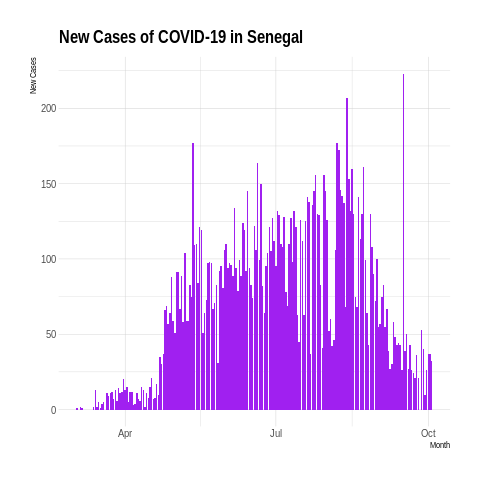 New Cases of COVID-19 in Senegal
New Cases
200
150
100
50
0
Apr
Jul
Oct
Month